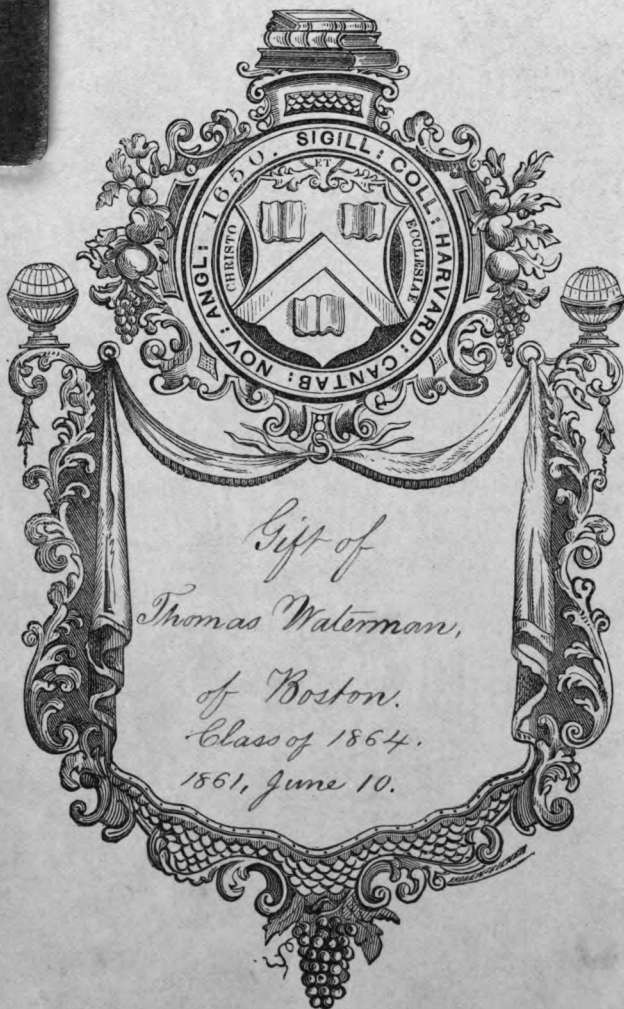 SIGILL: COLL: HARVARD: CANTAB: NOV: ANGL: 1650.
ET
CHRISTO
ECCLESIAE
Gift of
Thomas Waterman,
of Boston.
Class of 1864.
1861, June 10.